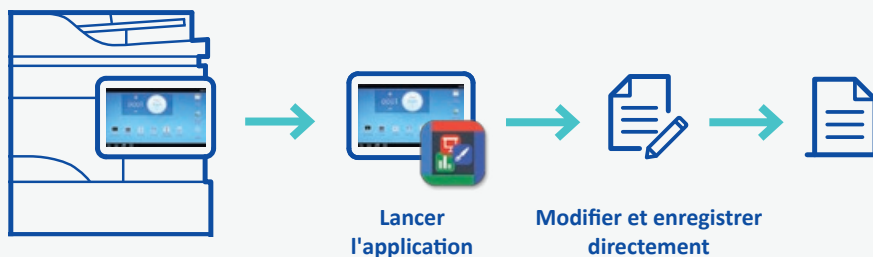 Lancer
l'application
Modifier et enregistrer
directement